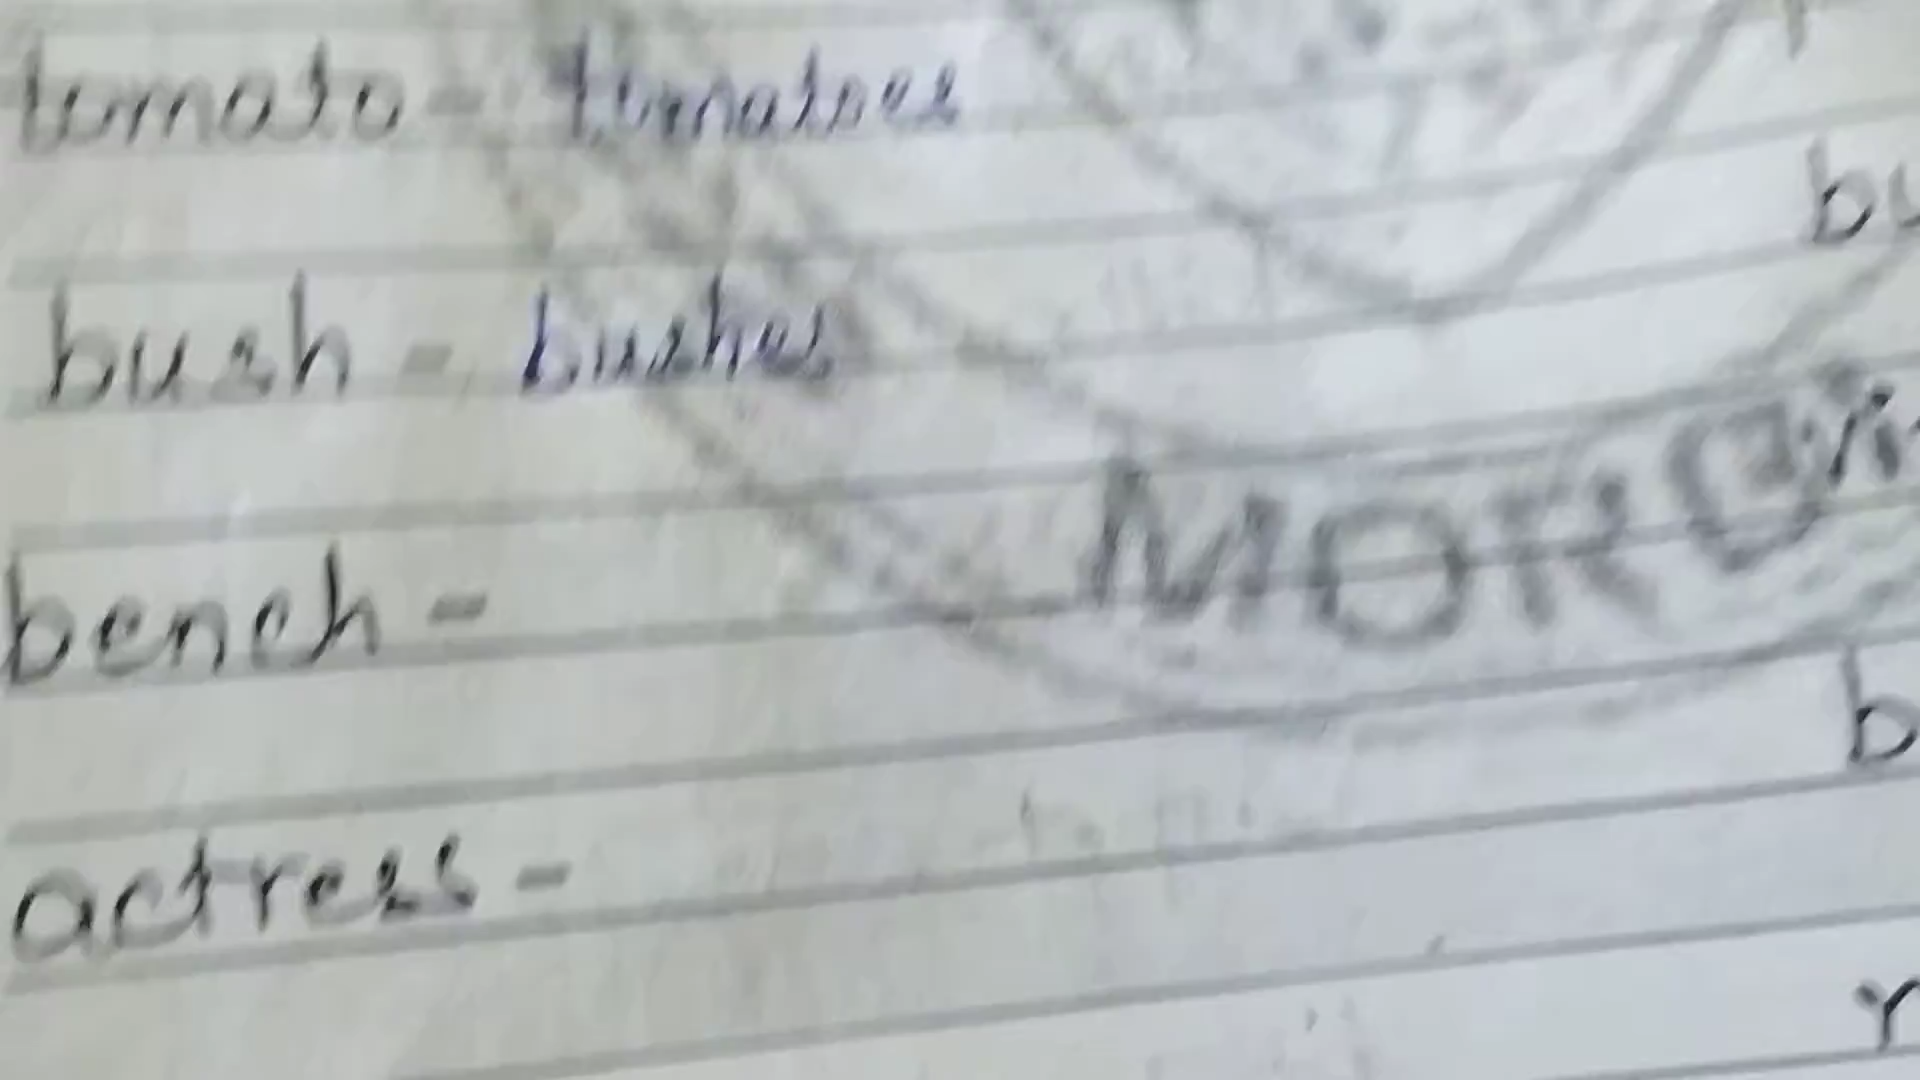 tomato - tomatoes
bush - bushes
bench -
actress -